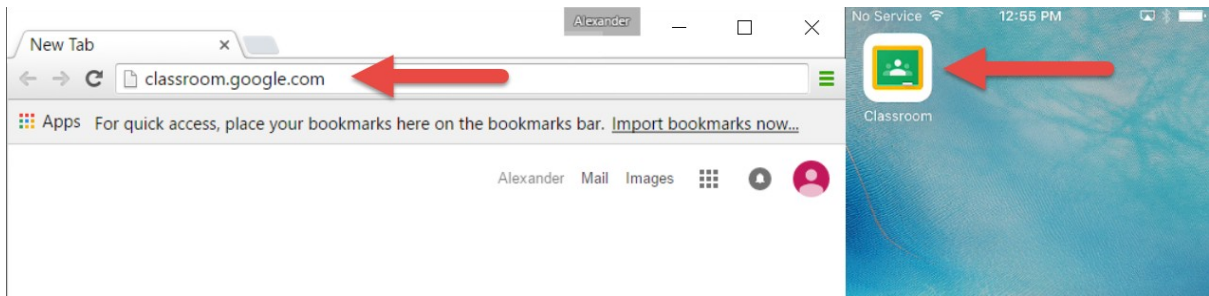 Alexander
New Tab
classroom.google.com
Apps For quick access, place your bookmarks here on the bookmarks bar. Import bookmarks now...
Alexander Mail Images
No Service 12:55 PM
Classroom